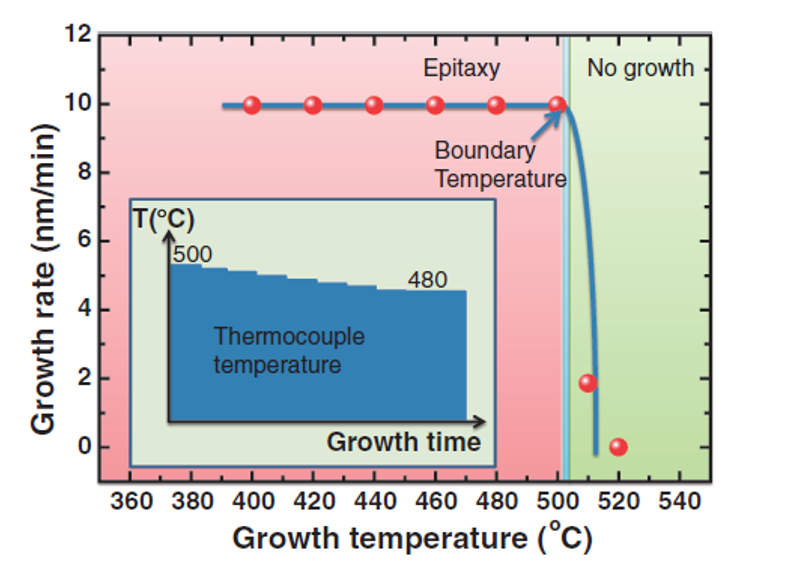 12
10
8
6
4
2
0
Growth rate (nm/min)
Epitaxy
No growth
Boundary
Temperature
T(°C)
500
480
Thermocouple
temperature
Growth time
360 380 400 420 440 460 480 500 520 540
Growth temperature (°C)